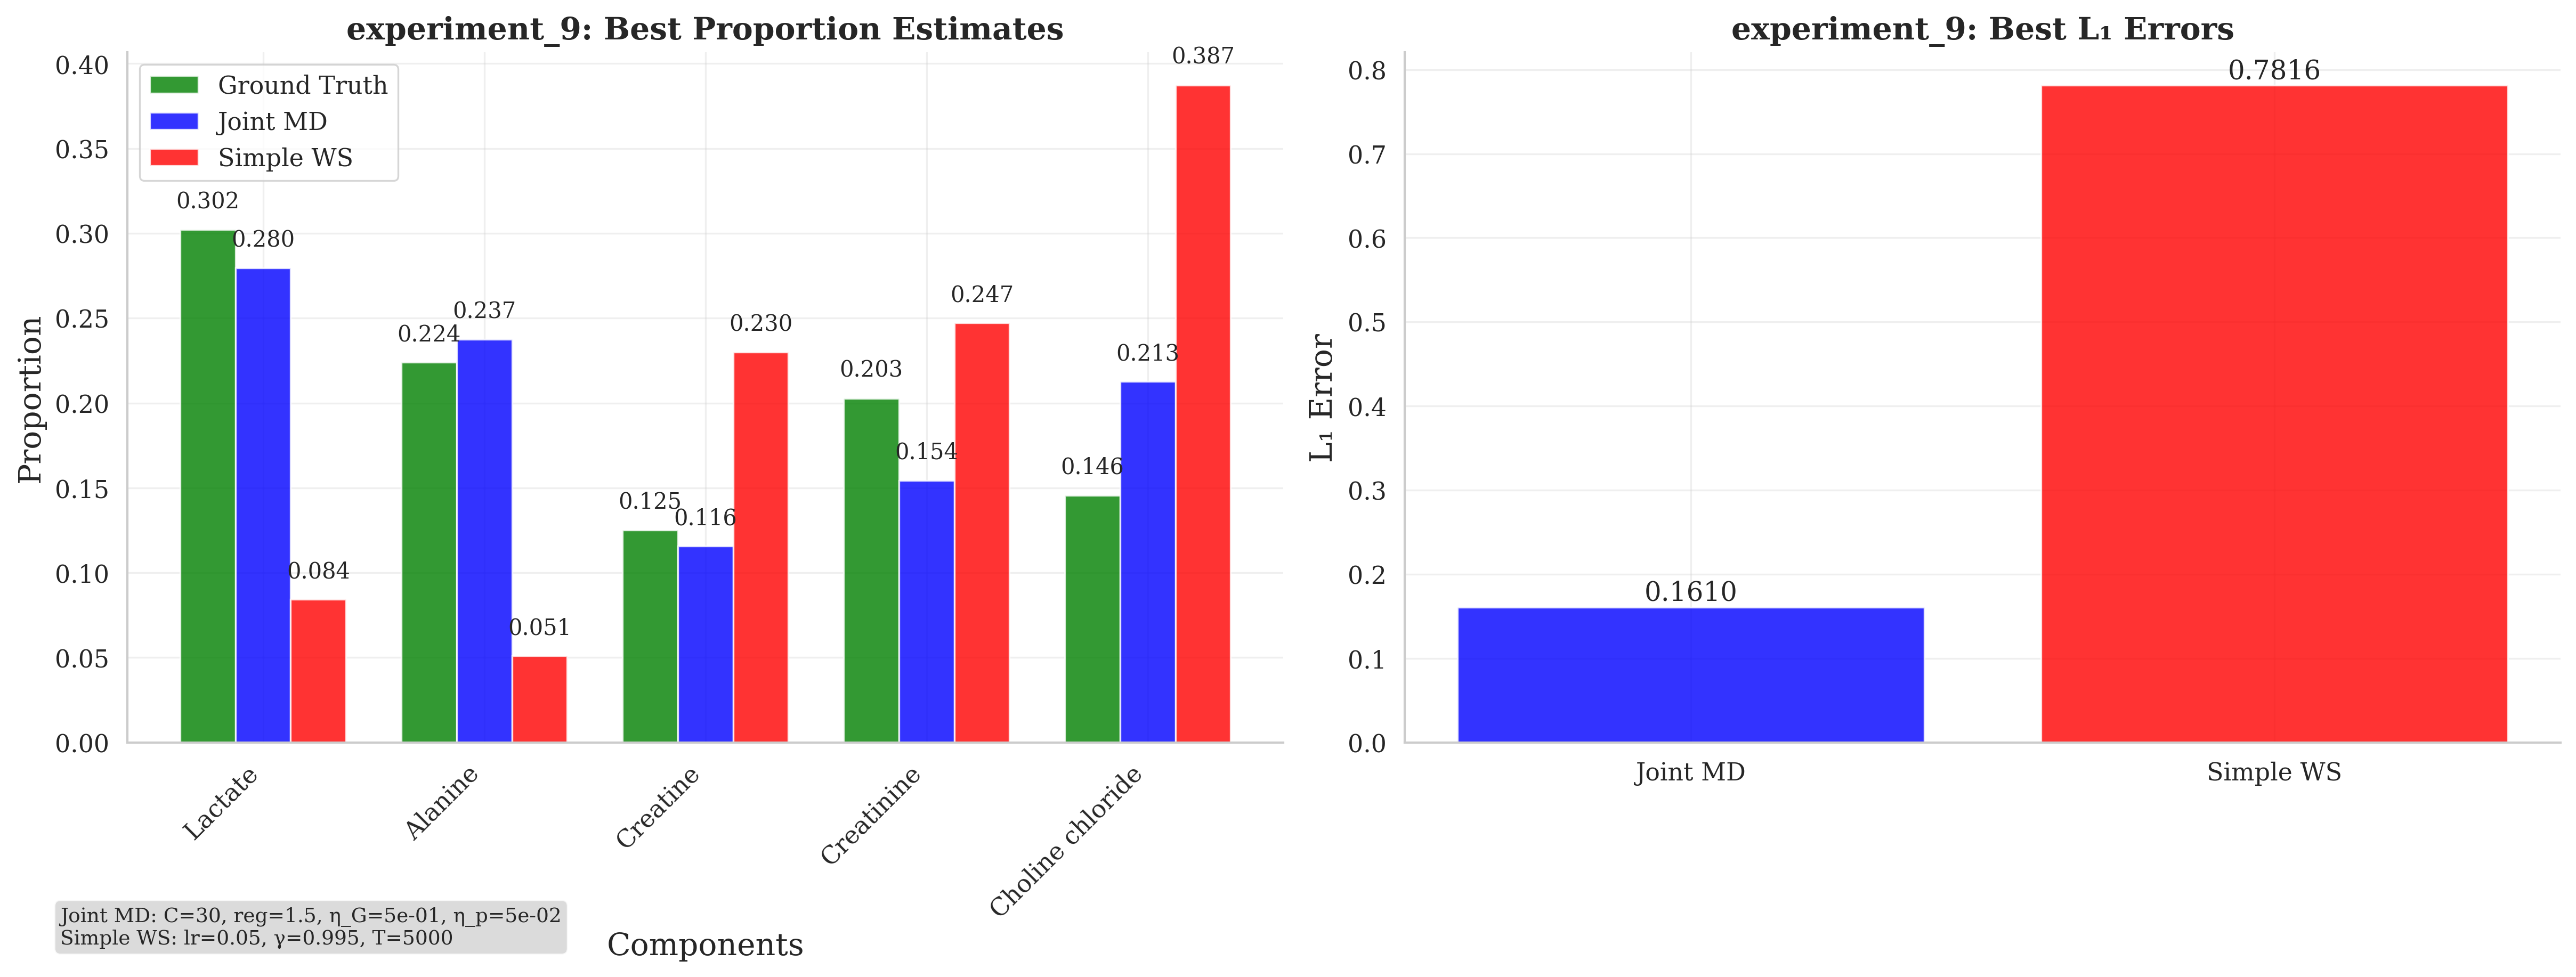 experiment_9: Best Proportion Estimates
0.40
0.35
0.30
0.25
0.20
0.15
0.10
0.05
0.00
Proportion
Ground Truth
Joint MD
Simple WS
0.302
0.280
0.084
0.224
0.237
0.051
0.125
0.116
0.230
0.203
0.154
0.247
0.146
0.213
0.387
Lactate
Alanine
Creatine
Creatinine
Choline chloride
Components
Joint MD: C=30, reg=1.5, η_G=5e-01, η_p=5e-02
Simple WS: lr=0.05, γ=0.995, T=5000
experiment_9: Best L₁ Errors
0.8
0.7
0.6
0.5
0.4
0.3
0.2
0.1
0.0
L₁ Error
0.1610
0.7816
Joint MD
Simple WS